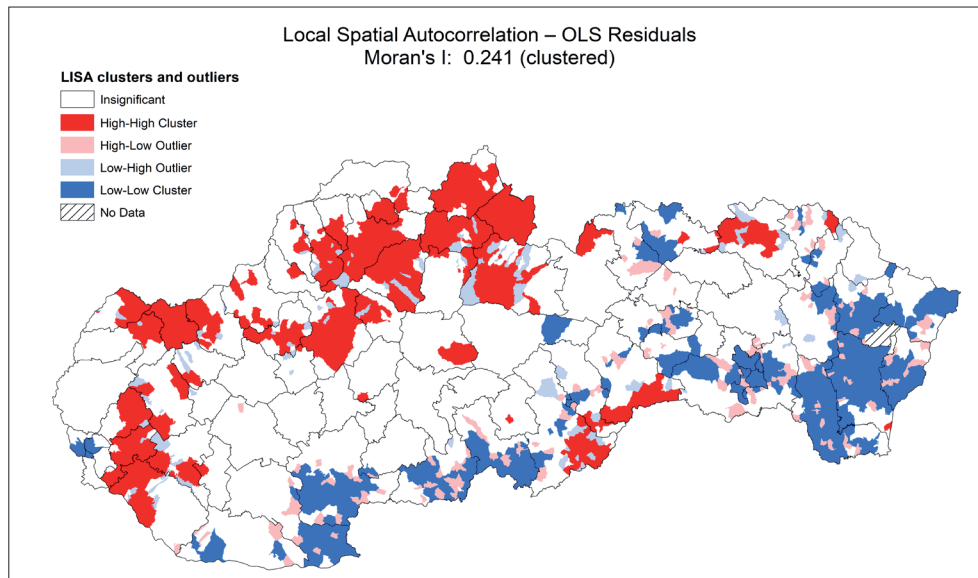 Local Spatial Autocorrelation – OLS Residuals
Moran's I:  0.241 (clustered)
LISA clusters and outliers
Insignificant
High-High Cluster
High-Low Outlier
Low-High Outlier
Low-Low Cluster
No Data